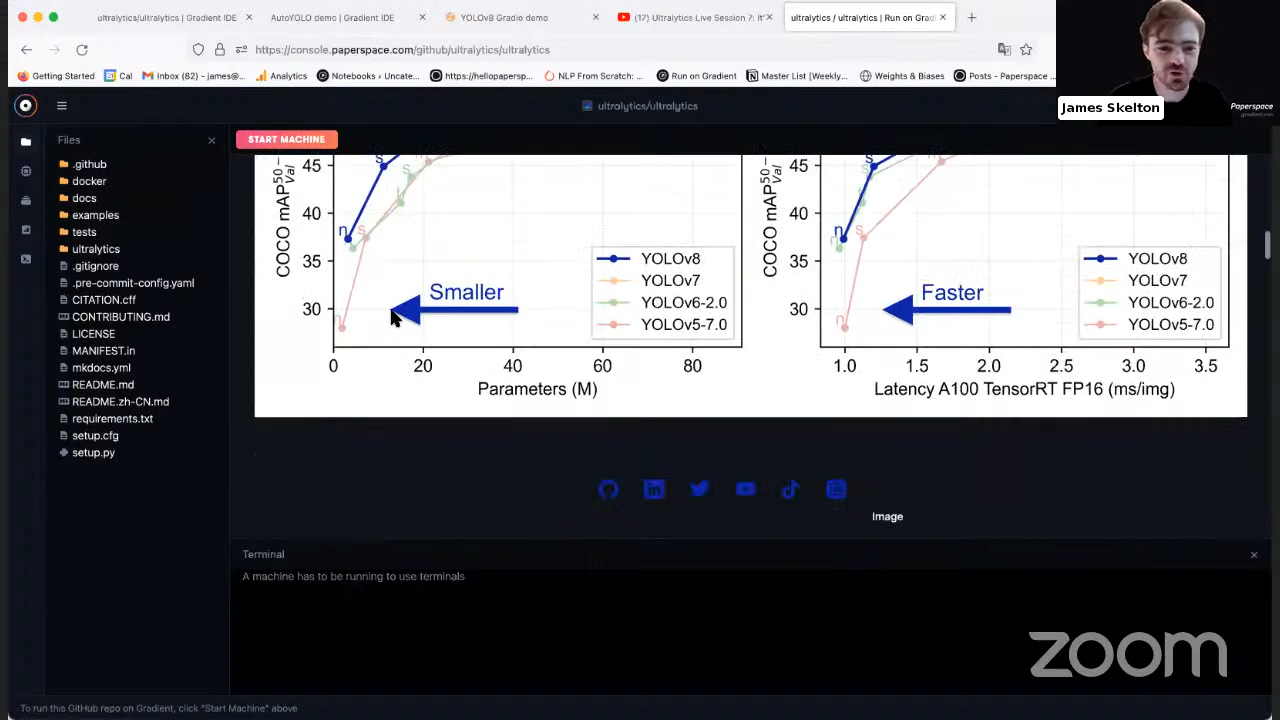 ultralytics/ultralytics | Gradient IDE
AutoYOLO demo | Gradient IDE
YOLOv8 Gradio demo
(17) Ultralytics Live Session 7: It'
ultralytics / ultralytics | Run on Gradi
https://console.paperspace.com/github/ultralytics/ultralytics
Getting Started
Cal
Inbox (82) - james@...
Analytics
Notebooks › Uncate...
https://hellopapersp...
NLP From Scratch: ...
Run on Gradient
Master List [Weekly...
Weights & Biases
Posts - Paperspace
James Skelton
Paperspace
gradient.run
ultralytics/ultralytics
Files
START MACHINE
.github
docker
docs
examples
tests
ultralytics
.gitignore
.pre-commit-config.yaml
CITATION.cff
CONTRIBUTING.md
LICENSE
MANIFEST.in
mkdocs.yml
README.md
README.zh-CN.md
requirements.txt
setup.cfg
setup.py
COCO mAP 50- Val
45
40
35
30
n
s
s
n
Smaller
YOLOv8
YOLOv7
YOLOv6-2.0
YOLOv5-7.0
0 20 40 60 80
Parameters (M)
COCO mAP 50- Val
45
40
35
30
s
n
s
n
n
Faster
YOLOv8
YOLOv7
YOLOv6-2.0
YOLOv5-7.0
1.0 1.5 2.0 2.5 3.0 3.5
Latency A100 TensorRT FP16 (ms/img)
Image
Terminal
A machine has to be running to use terminals
zoom
To run this GitHub repo on Gradient, click "Start Machine" above